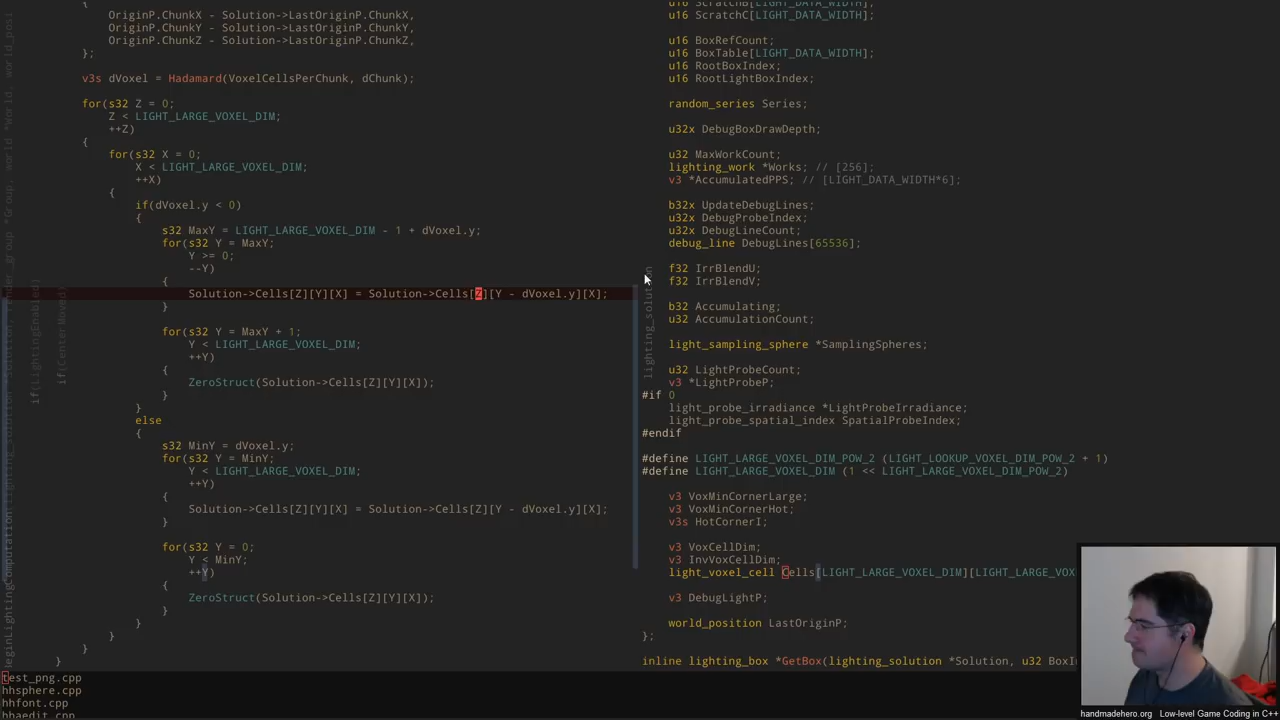 {
OriginP.ChunkX - Solution->LastOriginP.ChunkX,
OriginP.ChunkY - Solution->LastOriginP.ChunkY,
OriginP.ChunkZ - Solution->LastOriginP.ChunkZ,
};
v3s dVoxel = Hadamard(VoxelCellsPerChunk, dChunk);
for(s32 Z = 0;
Z < LIGHT_LARGE_VOXEL_DIM;
++Z)
{
for(s32 X = 0;
X < LIGHT_LARGE_VOXEL_DIM;
++X)
{
if(dVoxel.y < 0)
{
s32 MaxY = LIGHT_LARGE_VOXEL_DIM - 1 + dVoxel.y;
for(s32 Y = MaxY;
Y >= 0;
--Y)
{
Solution->Cells[Z][Y][X] = Solution->Cells[Z][Y - dVoxel.y][X];
}
for(s32 Y = MaxY + 1;
Y < LIGHT_LARGE_VOXEL_DIM;
++Y)
{
ZeroStruct(Solution->Cells[Z][Y][X]);
}
}
else
{
s32 MinY = dVoxel.y;
for(s32 Y = MinY;
Y < LIGHT_LARGE_VOXEL_DIM;
++Y)
{
Solution->Cells[Z][Y][X] = Solution->Cells[Z][Y - dVoxel.y][X];
}
for(s32 Y = 0;
Y < MinY;
++Y)
{
ZeroStruct(Solution->Cells[Z][Y][X]);
}
}
}
}
}
if(LightingEnabled)
if(CenterMoved)
test_png.cpp
hhsphere.cpp
hhfont.cpp
hhaedit.cpp
u16 ScratchC[LIGHT_DATA_WIDTH];
u16 BoxRefCount;
u16 BoxTable[LIGHT_DATA_WIDTH];
u16 RootBoxIndex;
u16 RootLightBoxIndex;
random_series Series;
u32x DebugBoxDrawDepth;
u32 MaxWorkCount;
lighting_work *Works; // [256];
v3 *AccumulatedPPS; // [LIGHT_DATA_WIDTH*6];
b32x UpdateDebugLines;
u32x DebugProbeIndex;
u32x DebugLineCount;
debug_line DebugLines[65536];
f32 IrrBlendU;
f32 IrrBlendV;
b32 Accumulating;
u32 AccumulationCount;
light_sampling_sphere *SamplingSpheres;
u32 LightProbeCount;
v3 *LightProbeP;
#if 0
light_probe_irradiance *LightProbeIrradiance;
light_probe_spatial_index SpatialProbeIndex;
#endif
#define LIGHT_LARGE_VOXEL_DIM_POW_2 (LIGHT_LOOKUP_VOXEL_DIM_POW_2 + 1)
#define LIGHT_LARGE_VOXEL_DIM (1 << LIGHT_LARGE_VOXEL_DIM_POW_2)
v3 VoxMinCornerLarge;
v3 VoxMinCornerHot;
v3s HotCornerI;
v3 VoxCellDim;
v3 InvVoxCellDim;
light_voxel_cell Cells[LIGHT_LARGE_VOXEL_DIM][LIGHT_LARGE_VOX
v3 DebugLightP;
world_position LastOriginP;
};
inline lighting_box *GetBox(lighting_solution *Solution, u32 BoxI
lighting_solution
handmadehero.org Low-level Game Coding in C++